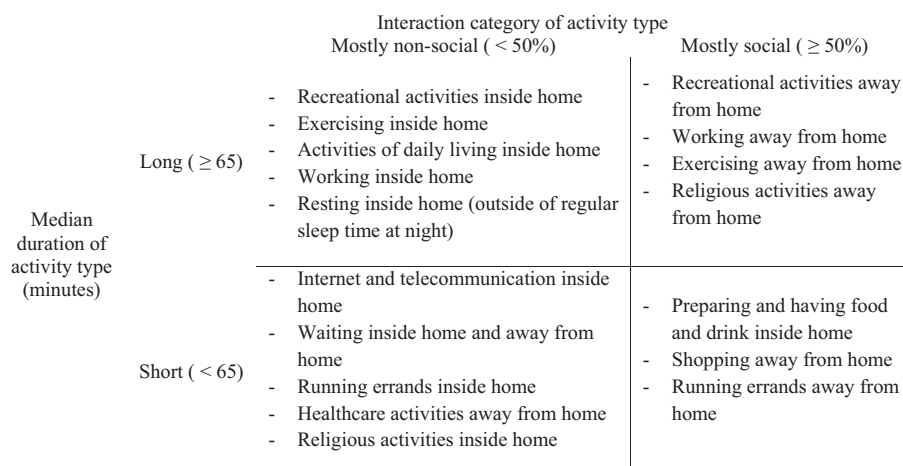 Interaction category of activity type
Mostly non-social ( < 50%)
Mostly social ( ≥ 50%)
Median
duration of
activity type
(minutes)
Long ( ≥ 65)
- Recreational activities inside home
- Exercising inside home
- Activities of daily living inside home
- Working inside home
- Resting inside home (outside of regular
sleep time at night)
- Recreational activities away
from home
- Working away from home
- Exercising away from home
- Religious activities away
from home
Short ( < 65)
- Internet and telecommunication inside
home
- Waiting inside home and away from
home
- Running errands inside home
- Healthcare activities away from home
- Religious activities inside home
- Preparing and having food
and drink inside home
- Shopping away from home
- Running errands away from
home